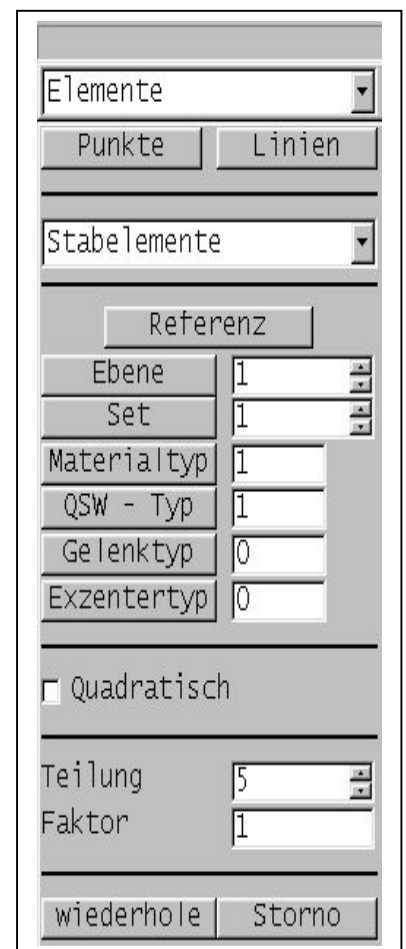 Elemente
Punkte Linien
Stabelemente
Referenz
Ebene 1
Set 1
Materialtyp 1
QSW - Typ 1
Gelenktyp 0
Exzentertyp 0
Quadratisch
Teilung 5
Faktor 1
wiederhole Storno